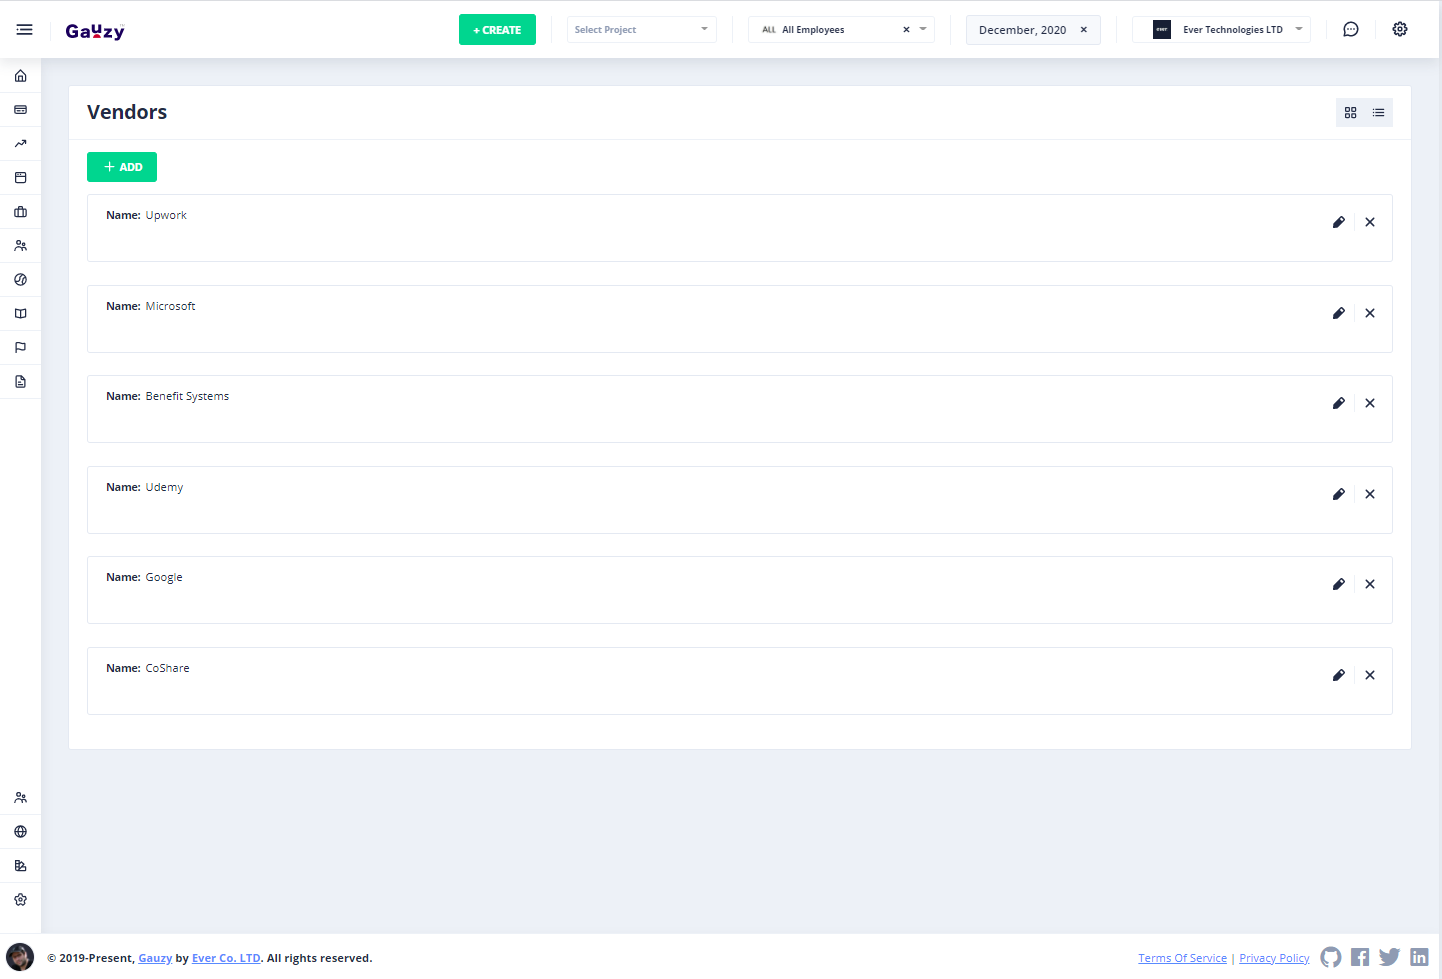 Gauzy
+ CREATE
Select Project
ALL All Employees ×
December, 2020 ×
ever Ever Technologies LTD
Vendors
+ ADD
Name: Upwork
Name: Microsoft
Name: Benefit Systems
Name: Udemy
Name: Google
Name: CoShare
© 2019-Present, Gauzy by Ever Co. LTD. All rights reserved.
Terms Of Service | Privacy Policy